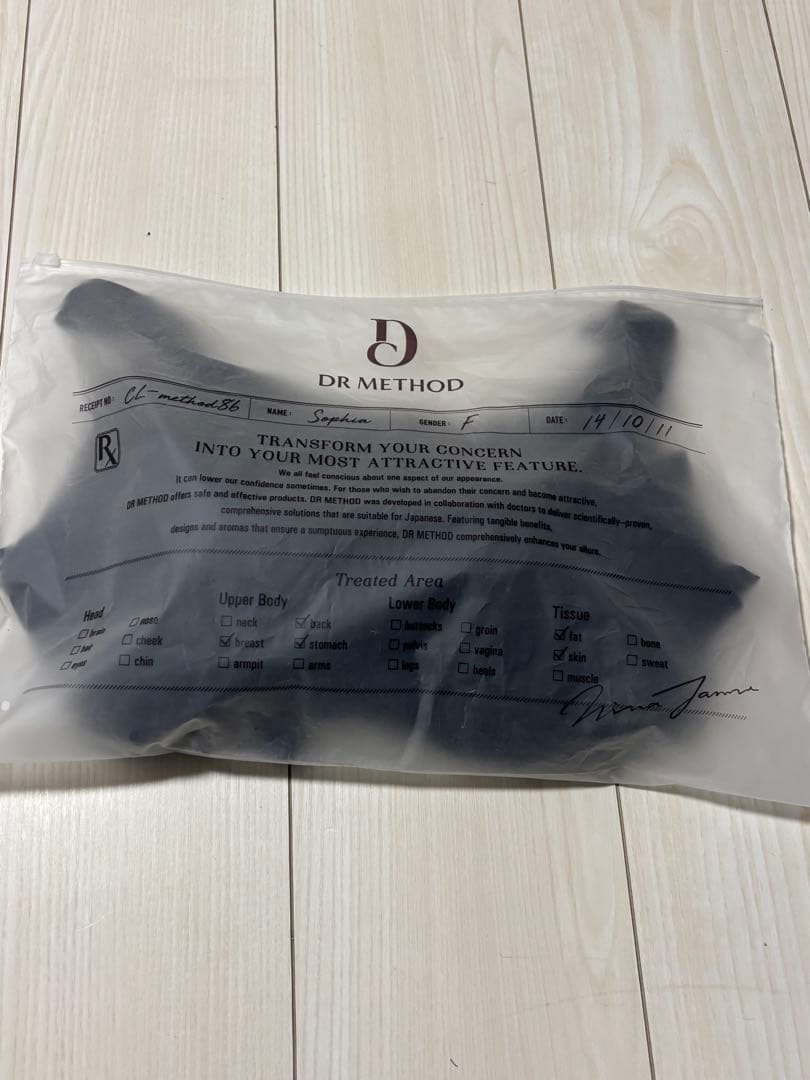 DR METHOD
RECEIPT NO: CL-method86 NAME: Sophia GENDER: F DATE: 14/10/11
Rx
TRANSFORM YOUR CONCERN
INTO YOUR MOST ATTRACTIVE FEATURE.
We all feel conscious about one aspect of our appearance.
It can lower our confidence sometimes. For those who wish to abandon their concern and become attractive,
DR METHOD offers safe and effective products. DR METHOD was developed in collaboration with doctors to deliver scientifically-proven,
comprehensive solutions that are suitable for Japanese. Featuring tangible benefits,
designs and aromas that ensure a sumptuous experience, DR METHOD comprehensively enhances your allure.
Treated Area
Head
☐ brain ☐ nose
☐ hair ☐ cheek
☐ eyes ☐ chin
Upper Body
☐ neck ☑ back
☑ breast ☑ stomach
☐ armpit ☐ arms
Lower Body
☐ buttocks ☐ groin
☐ pelvis ☐ vagina
☐ legs ☐ heels
Tissue
☑ fat ☐ bone
☑ skin ☐ sweat
☐ muscle